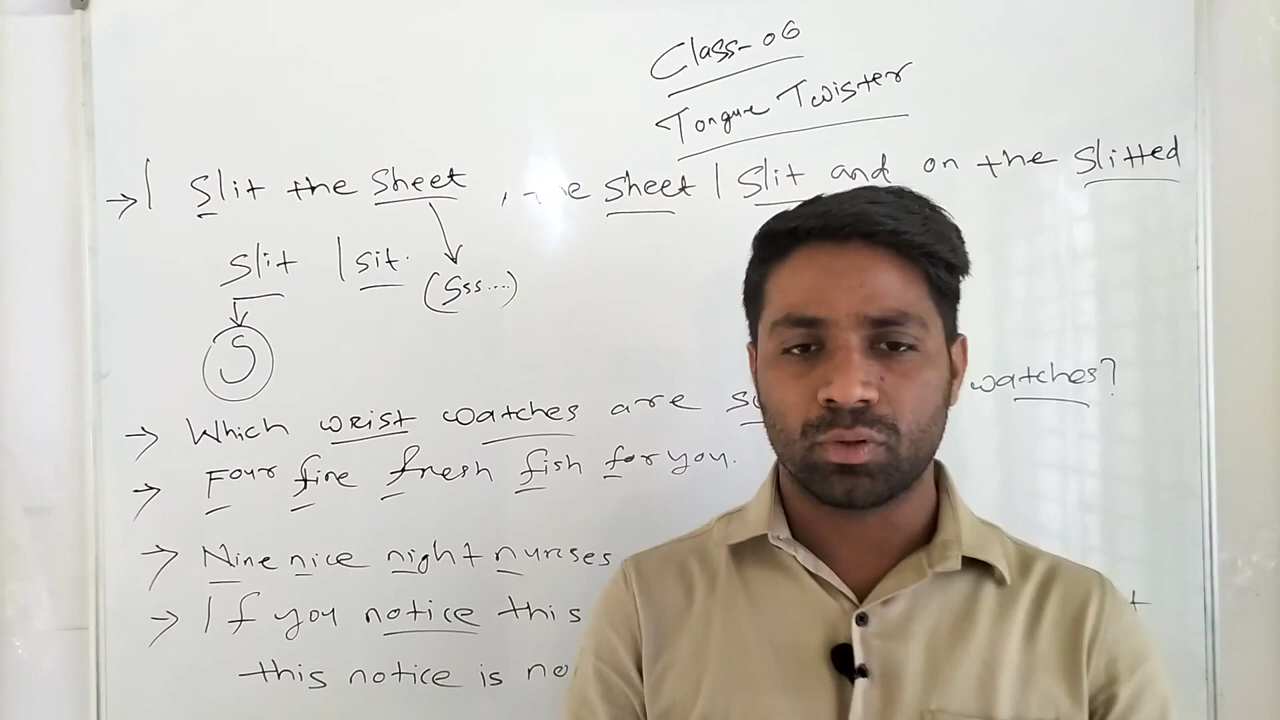 Class-06
Tongue Twister
→ I Slit the Sheet, sheet I Slit and on the Slitted
Slit | sit.
(Sss....)
S
→ Which wrist watches are watches?
→ Four fine fresh fish for you.
→ Nine nice night nurses
→ If you notice this
this notice is